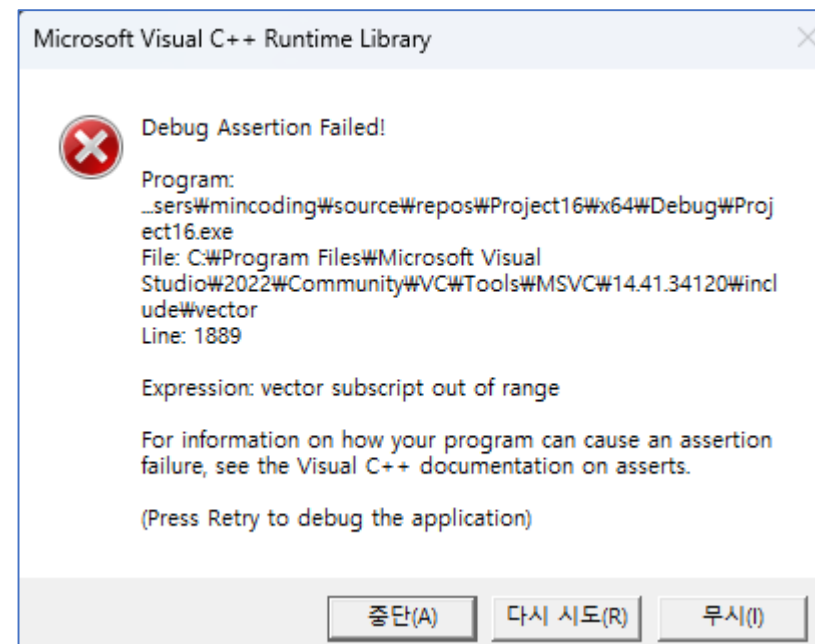 Microsoft Visual C++ Runtime Library
Debug Assertion Failed!
Program:
...sers₩mincoding₩source₩repos₩Project16₩x64₩Debug₩Proj
ect16.exe
File: C:₩Program Files₩Microsoft Visual
Studio₩2022₩Community₩VC₩Tools₩MSVC₩14.41.34120₩incl
ude₩vector
Line: 1889
Expression: vector subscript out of range
For information on how your program can cause an assertion
failure, see the Visual C++ documentation on asserts.
(Press Retry to debug the application)
중단(A) 다시 시도(R) 무시(I)